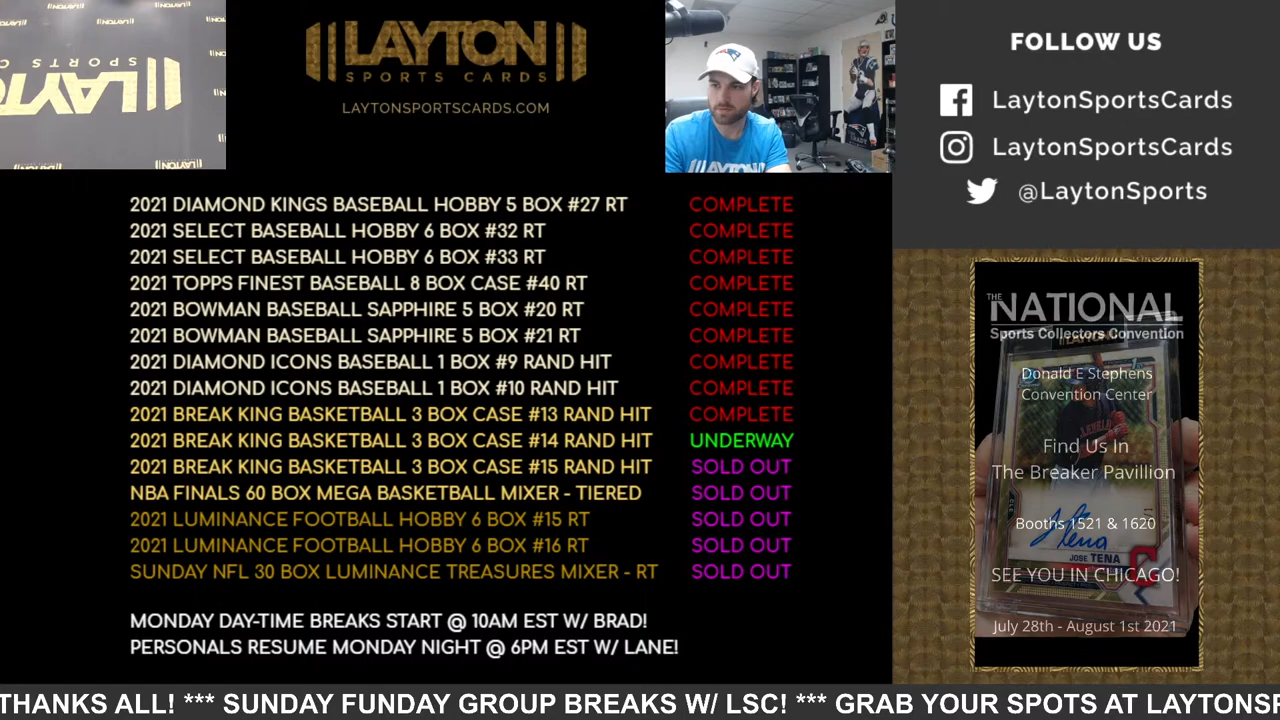 LAYTON
SPORTS CARDS
LAYTONSPORTSCARDS.COM
2021 DIAMOND KINGS BASEBALL HOBBY 5 BOX #27 RT COMPLETE
2021 SELECT BASEBALL HOBBY 6 BOX #32 RT COMPLETE
2021 SELECT BASEBALL HOBBY 6 BOX #33 RT COMPLETE
2021 TOPPS FINEST BASEBALL 8 BOX CASE #40 RT COMPLETE
2021 BOWMAN BASEBALL SAPPHIRE 5 BOX #20 RT COMPLETE
2021 BOWMAN BASEBALL SAPPHIRE 5 BOX #21 RT COMPLETE
2021 DIAMOND ICONS BASEBALL 1 BOX #9 RAND HIT COMPLETE
2021 DIAMOND ICONS BASEBALL 1 BOX #10 RAND HIT COMPLETE
2021 BREAK KING BASKETBALL 3 BOX CASE #13 RAND HIT COMPLETE
2021 BREAK KING BASKETBALL 3 BOX CASE #14 RAND HIT UNDERWAY
2021 BREAK KING BASKETBALL 3 BOX CASE #15 RAND HIT SOLD OUT
NBA FINALS 60 BOX MEGA BASKETBALL MIXER - TIERED SOLD OUT
2021 LUMINANCE FOOTBALL HOBBY 6 BOX #15 RT SOLD OUT
2021 LUMINANCE FOOTBALL HOBBY 6 BOX #16 RT SOLD OUT
SUNDAY NFL 30 BOX LUMINANCE TREASURES MIXER - RT SOLD OUT
MONDAY DAY-TIME BREAKS START @ 10AM EST W/ BRAD!
PERSONALS RESUME MONDAY NIGHT @ 6PM EST W/ LANE!
FOLLOW US
LaytonSportsCards
LaytonSportsCards
@LaytonSports
THE
NATIONAL
Sports Collectors Convention
Donald E Stephens
Convention Center
Find Us In
The Breaker Pavillion
Booths 1521 & 1620
JOSE TENA
SEE YOU IN CHICAGO!
July 28th - August 1st 2021
THANKS ALL! *** SUNDAY FUNDAY GROUP BREAKS W/ LSC! *** GRAB YOUR SPOTS AT LAYTONSP